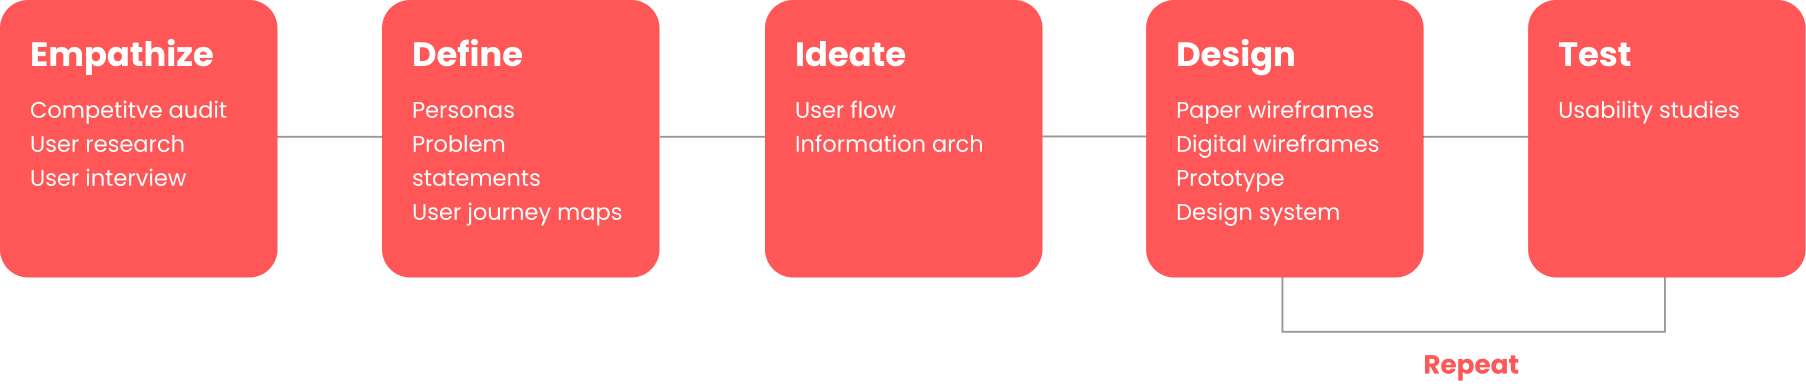 Empathize
Competitve audit
User research
User interview
Define
Personas
Problem
statements
User journey maps
Ideate
User flow
Information arch
Design
Paper wireframes
Digital wireframes
Prototype
Design system
Test
Usability studies
Repeat